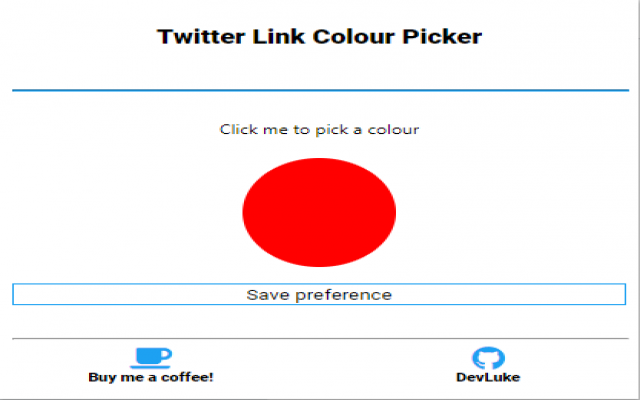 Twitter Link Colour Picker
Click me to pick a colour
Save preference
Buy me a coffee!
DevLuke